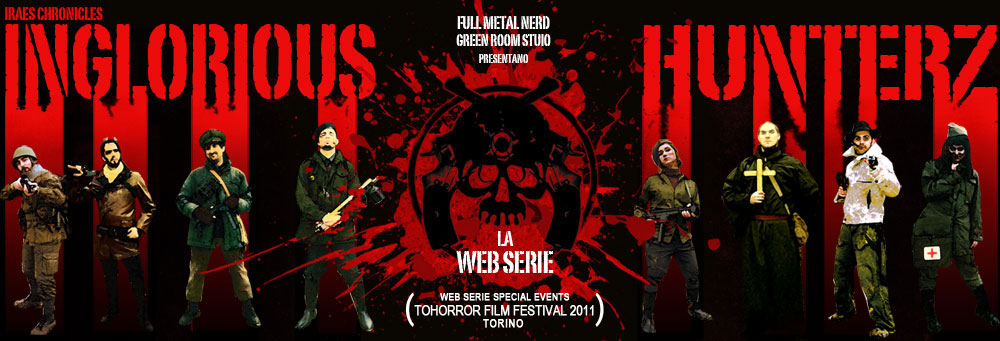 IRAES CHRONICLES
INGLORIOUS HUNTERZ
FULL METAL NERD
GREEN ROOM STUIO
PRESENTANO
LA
WEB SERIE
WEB SERIE SPECIAL EVENTS
(TOHORROR FILM FESTIVAL 2011)
TORINO